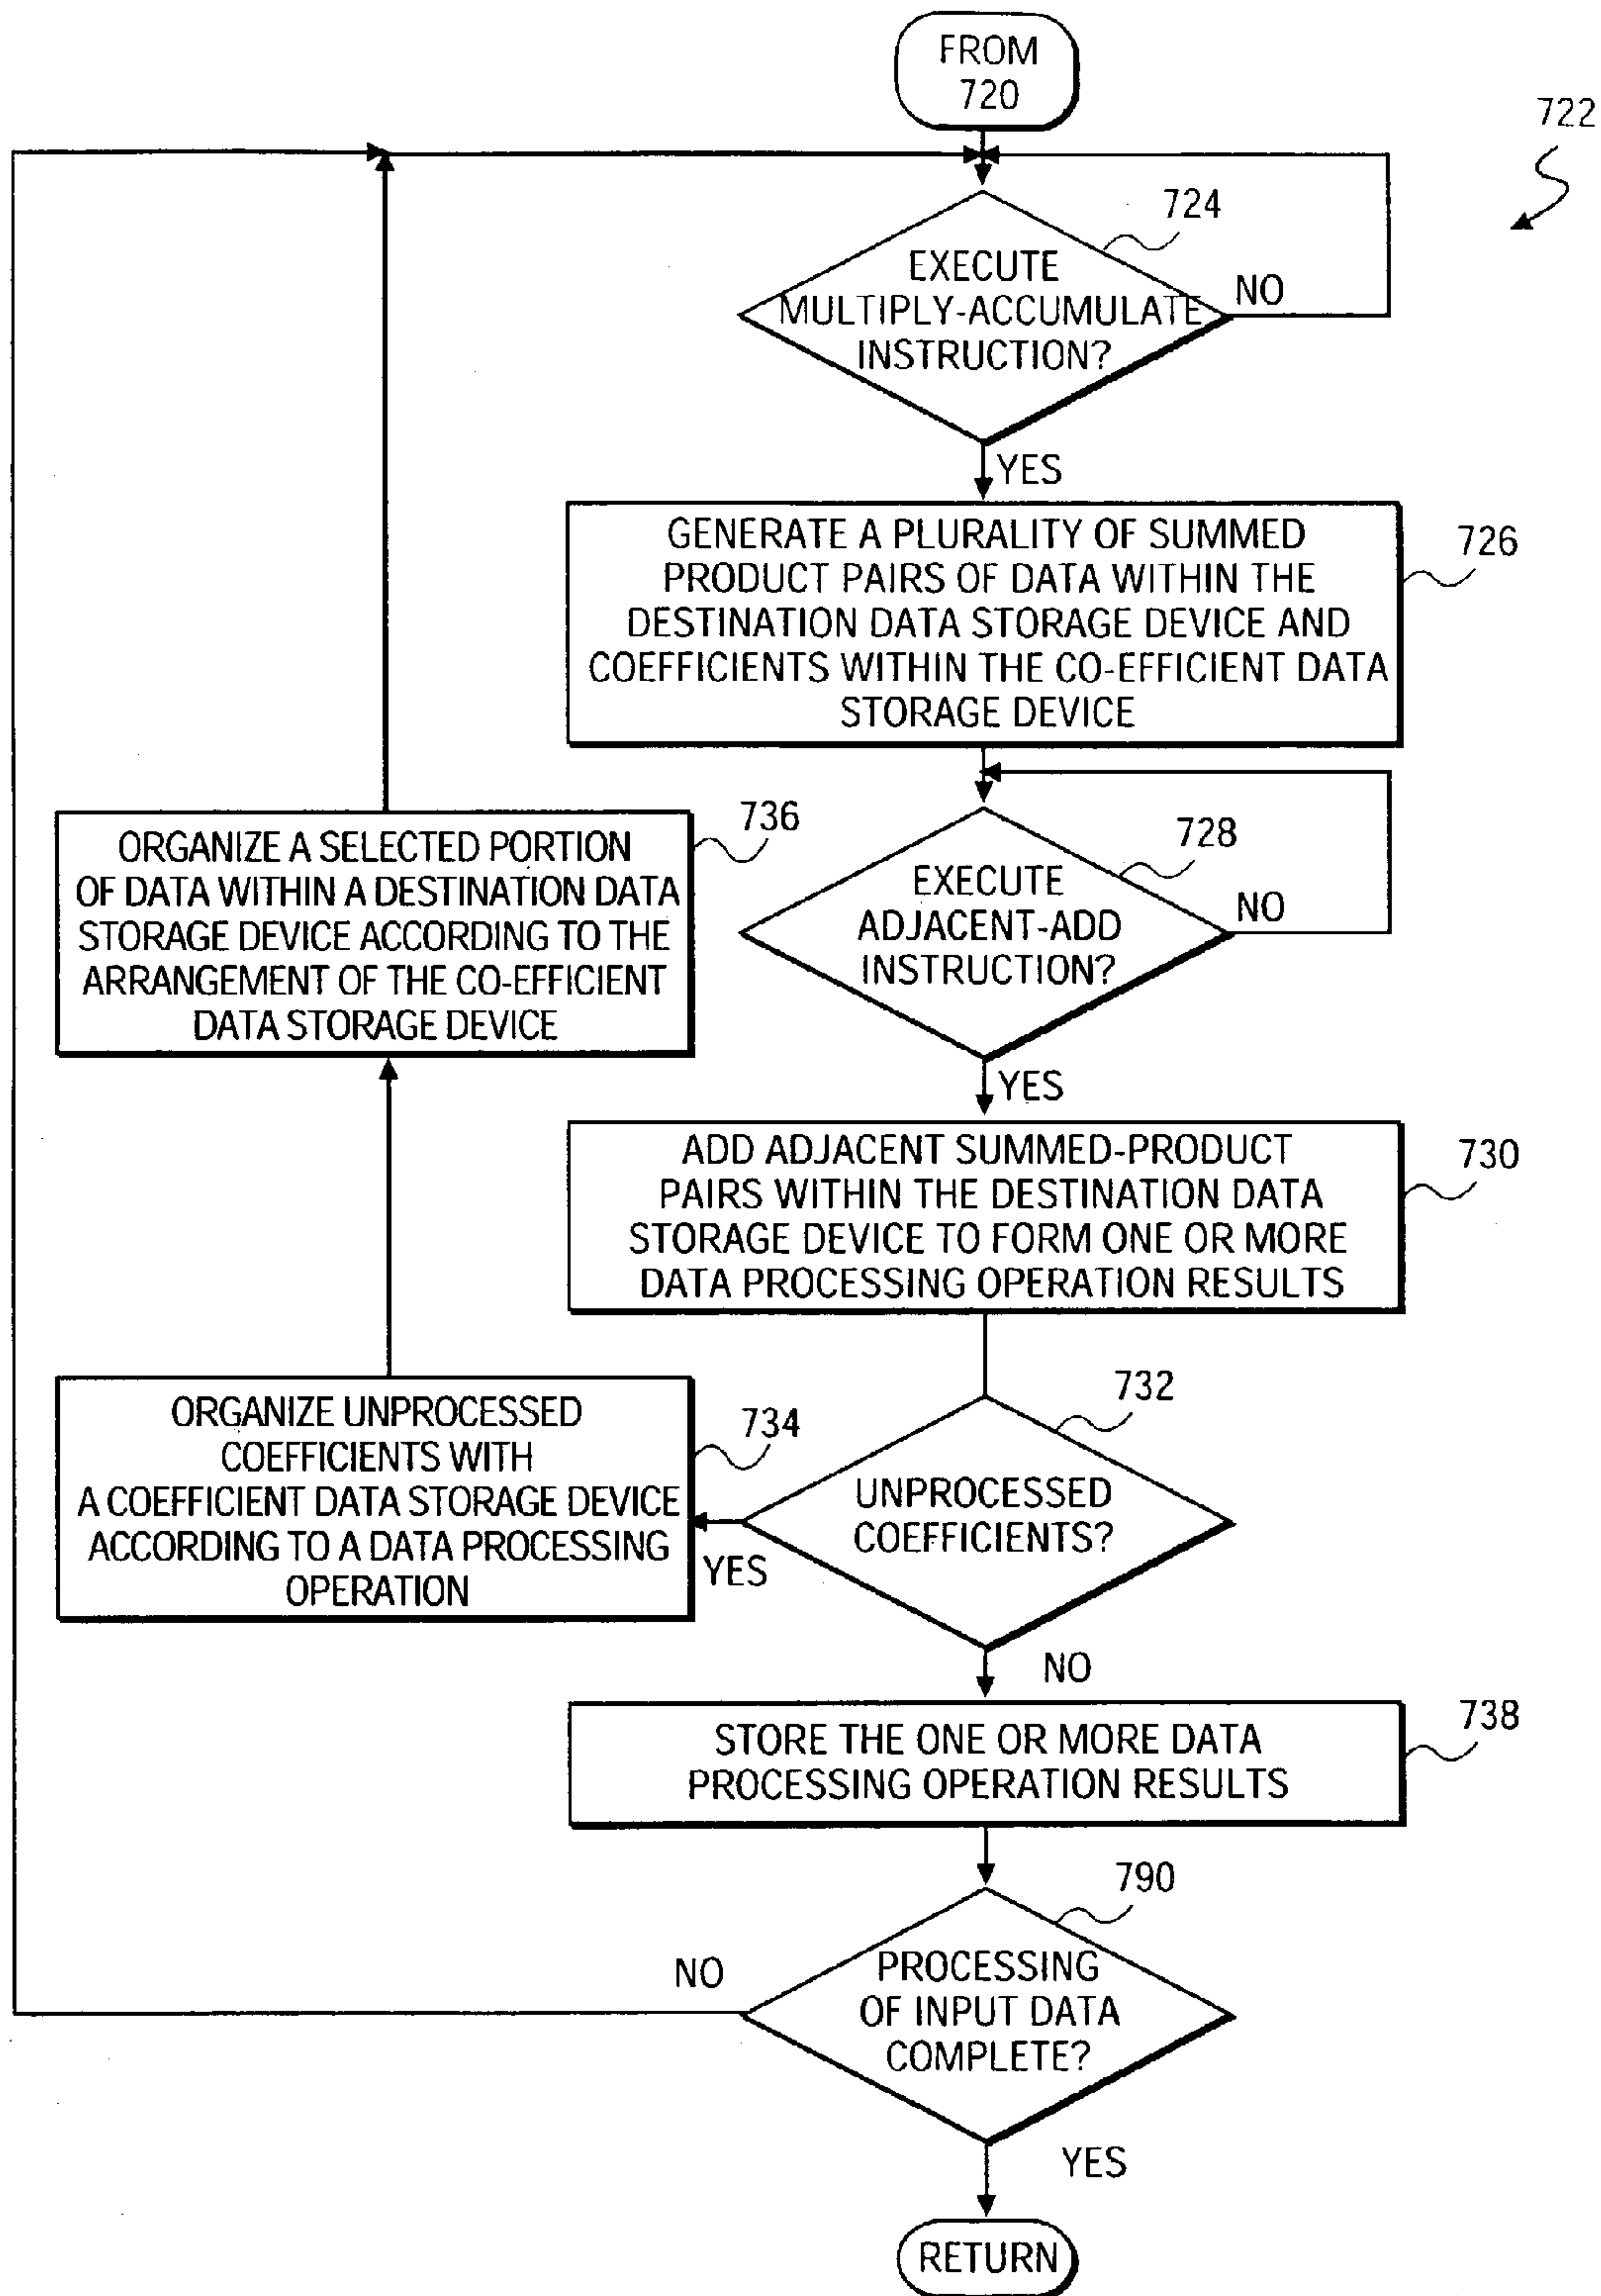 FROM
720
722
724
EXECUTE
MULTIPLY-ACCUMULATE
INSTRUCTION?
NO
YES
GENERATE A PLURALITY OF SUMMED
PRODUCT PAIRS OF DATA WITHIN THE
DESTINATION DATA STORAGE DEVICE AND
COEFFICIENTS WITHIN THE CO-EFFICIENT DATA
STORAGE DEVICE
726
ORGANIZE A SELECTED PORTION
OF DATA WITHIN A DESTINATION DATA
STORAGE DEVICE ACCORDING TO THE
ARRANGEMENT OF THE CO-EFFICIENT
DATA STORAGE DEVICE
736
728
EXECUTE
ADJACENT-ADD
INSTRUCTION?
NO
YES
ADD ADJACENT SUMMED-PRODUCT
PAIRS WITHIN THE DESTINATION DATA
STORAGE DEVICE TO FORM ONE OR MORE
DATA PROCESSING OPERATION RESULTS
730
ORGANIZE UNPROCESSED
COEFFICIENTS WITH
A COEFFICIENT DATA STORAGE DEVICE
ACCORDING TO A DATA PROCESSING
OPERATION
734
732
UNPROCESSED
COEFFICIENTS?
YES
NO
STORE THE ONE OR MORE DATA
PROCESSING OPERATION RESULTS
738
790
PROCESSING
OF INPUT DATA
COMPLETE?
NO
YES
RETURN